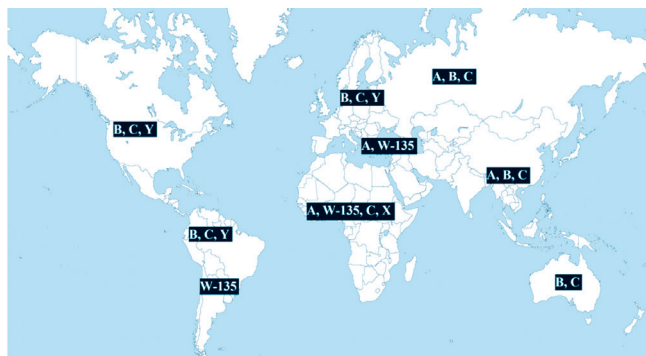 A, B, C
B, C, Y
B, C, Y
A, W-135
A, B, C
A, W-135, C, X
B, C, Y
W-135
B, C